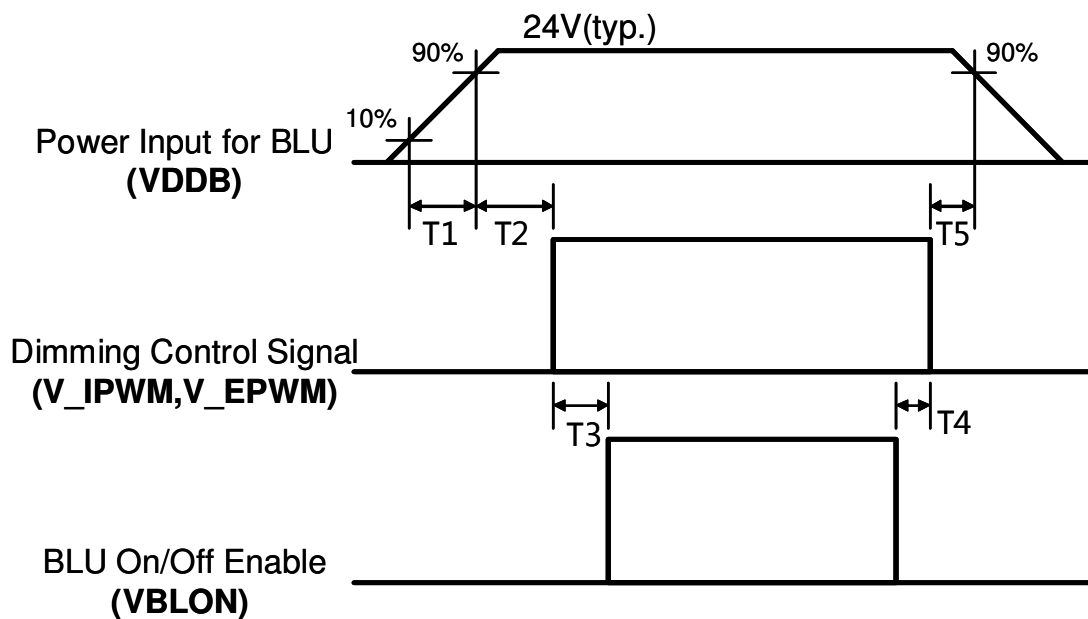 24V(typ.)
90%
90%
10%
Power Input for BLU
(VDDB)
T1
T2
T5
Dimming Control Signal
(V_IPWM,V_EPWM)
T3
T4
BLU On/Off Enable
(VBLON)